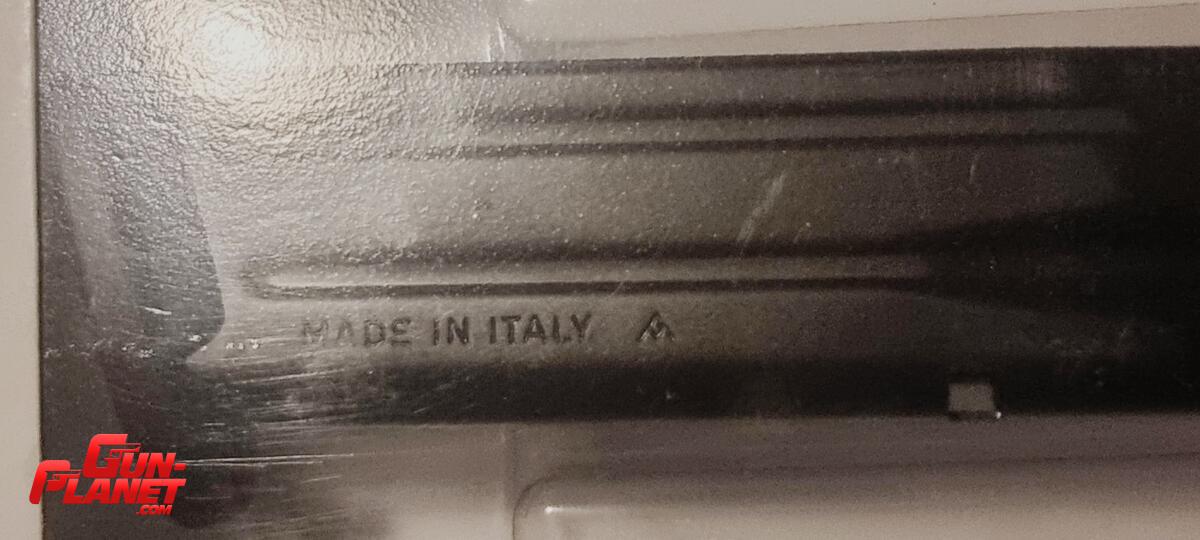 MADE IN ITALY
GUN-
PLANET
.COM